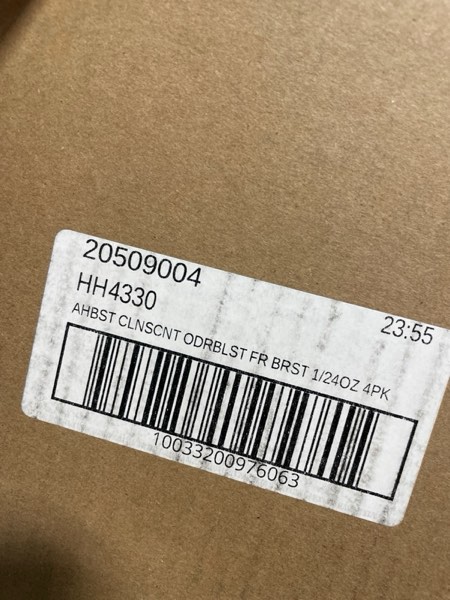 20509004
HH4330
23:55
AHBST CLNSCNT ODRBLST FR BRST 1/24OZ 4PK
10033200976063